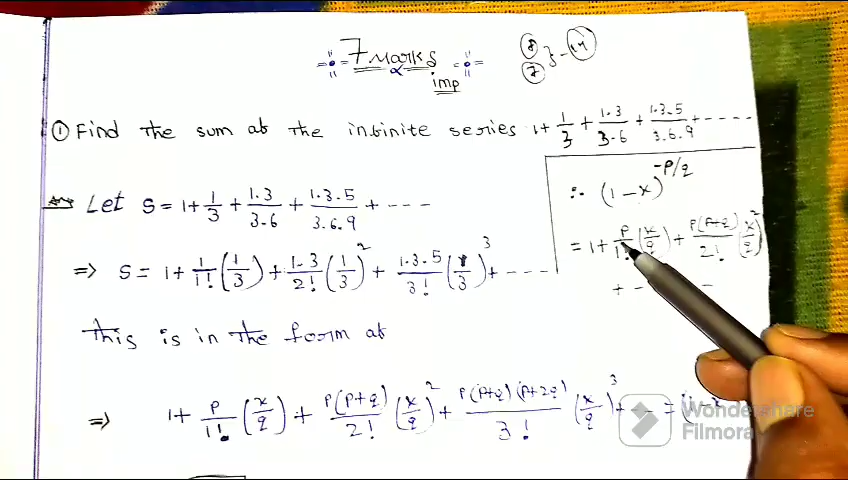 7 marks
imp
8
7 } - 14
① Find the sum at the infinite series 1+ 1/3 + 1.3/3.6 + 1.3.5/3.6.9 + ----
Let S = 1+ 1/3 + 1.3/3.6 + 1.3.5/3.6.9 + ---
∴ (1-x)^-P/q
= 1+ P/1! (x/q) + P(P+q)/2! (x/q)^2
+ -
⇒ S = 1+ 1/1! (1/3) + 1.3/2! (1/3)^2 + 1.3.5/3! (1/3)^3 + ----
This is in the form at
⇒ 1+ P/1! (x/q) + P(P+q)/2! (x/q)^2 + P(P+q)(P+2q)/3! (x/q)^3 + --- = (1-x
Wondershare
Filmora